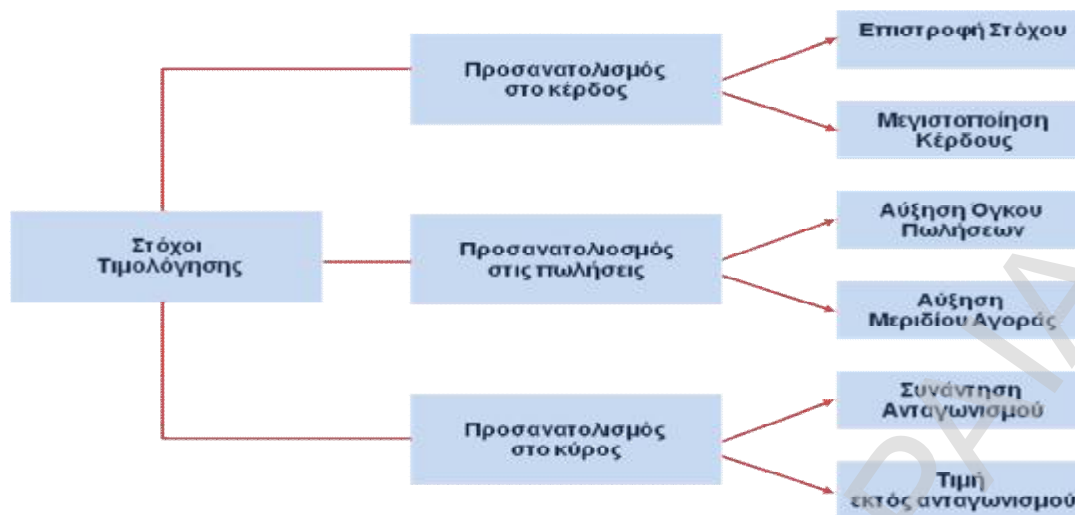 Επιστροφή Στόχου
Προσανατολισμός
στο κέρδος
Μεγιστοποίηση
Κέρδους
Αύξηση Όγκου
Πωλήσεων
Στόχοι
Τιμολόγησης
Προσανατολιοσμός
στις πωλήσεις
Αύξηση
Μεριδίου Αγοράς
Συνάντηση
Ανταγωνισμού
Προσανατολισμός
στο κύρος
Τιμή
εκτός ανταγωνισμού